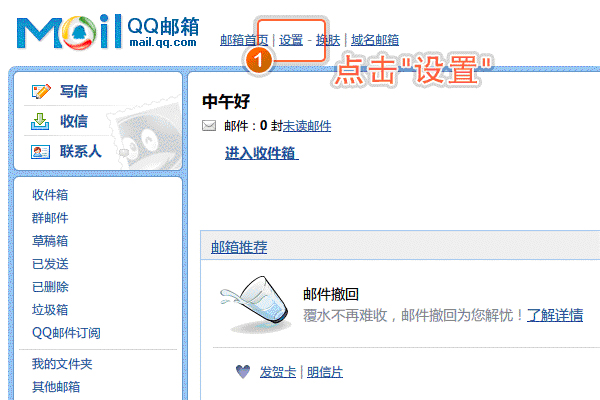 Mail QQ邮箱
mail.qq.com
邮箱首页 | 设置 - 换肤 | 域名邮箱
1
点击"设置"
写信
收信
联系人
中午好
邮件：0 封未读邮件
进入收件箱
收件箱
群邮件
草稿箱
已发送
已删除
垃圾箱
QQ邮件订阅
我的文件夹
其他邮箱
邮箱推荐
邮件撤回
覆水不再难收，邮件撤回为您解忧！了解详情
发贺卡 | 明信片